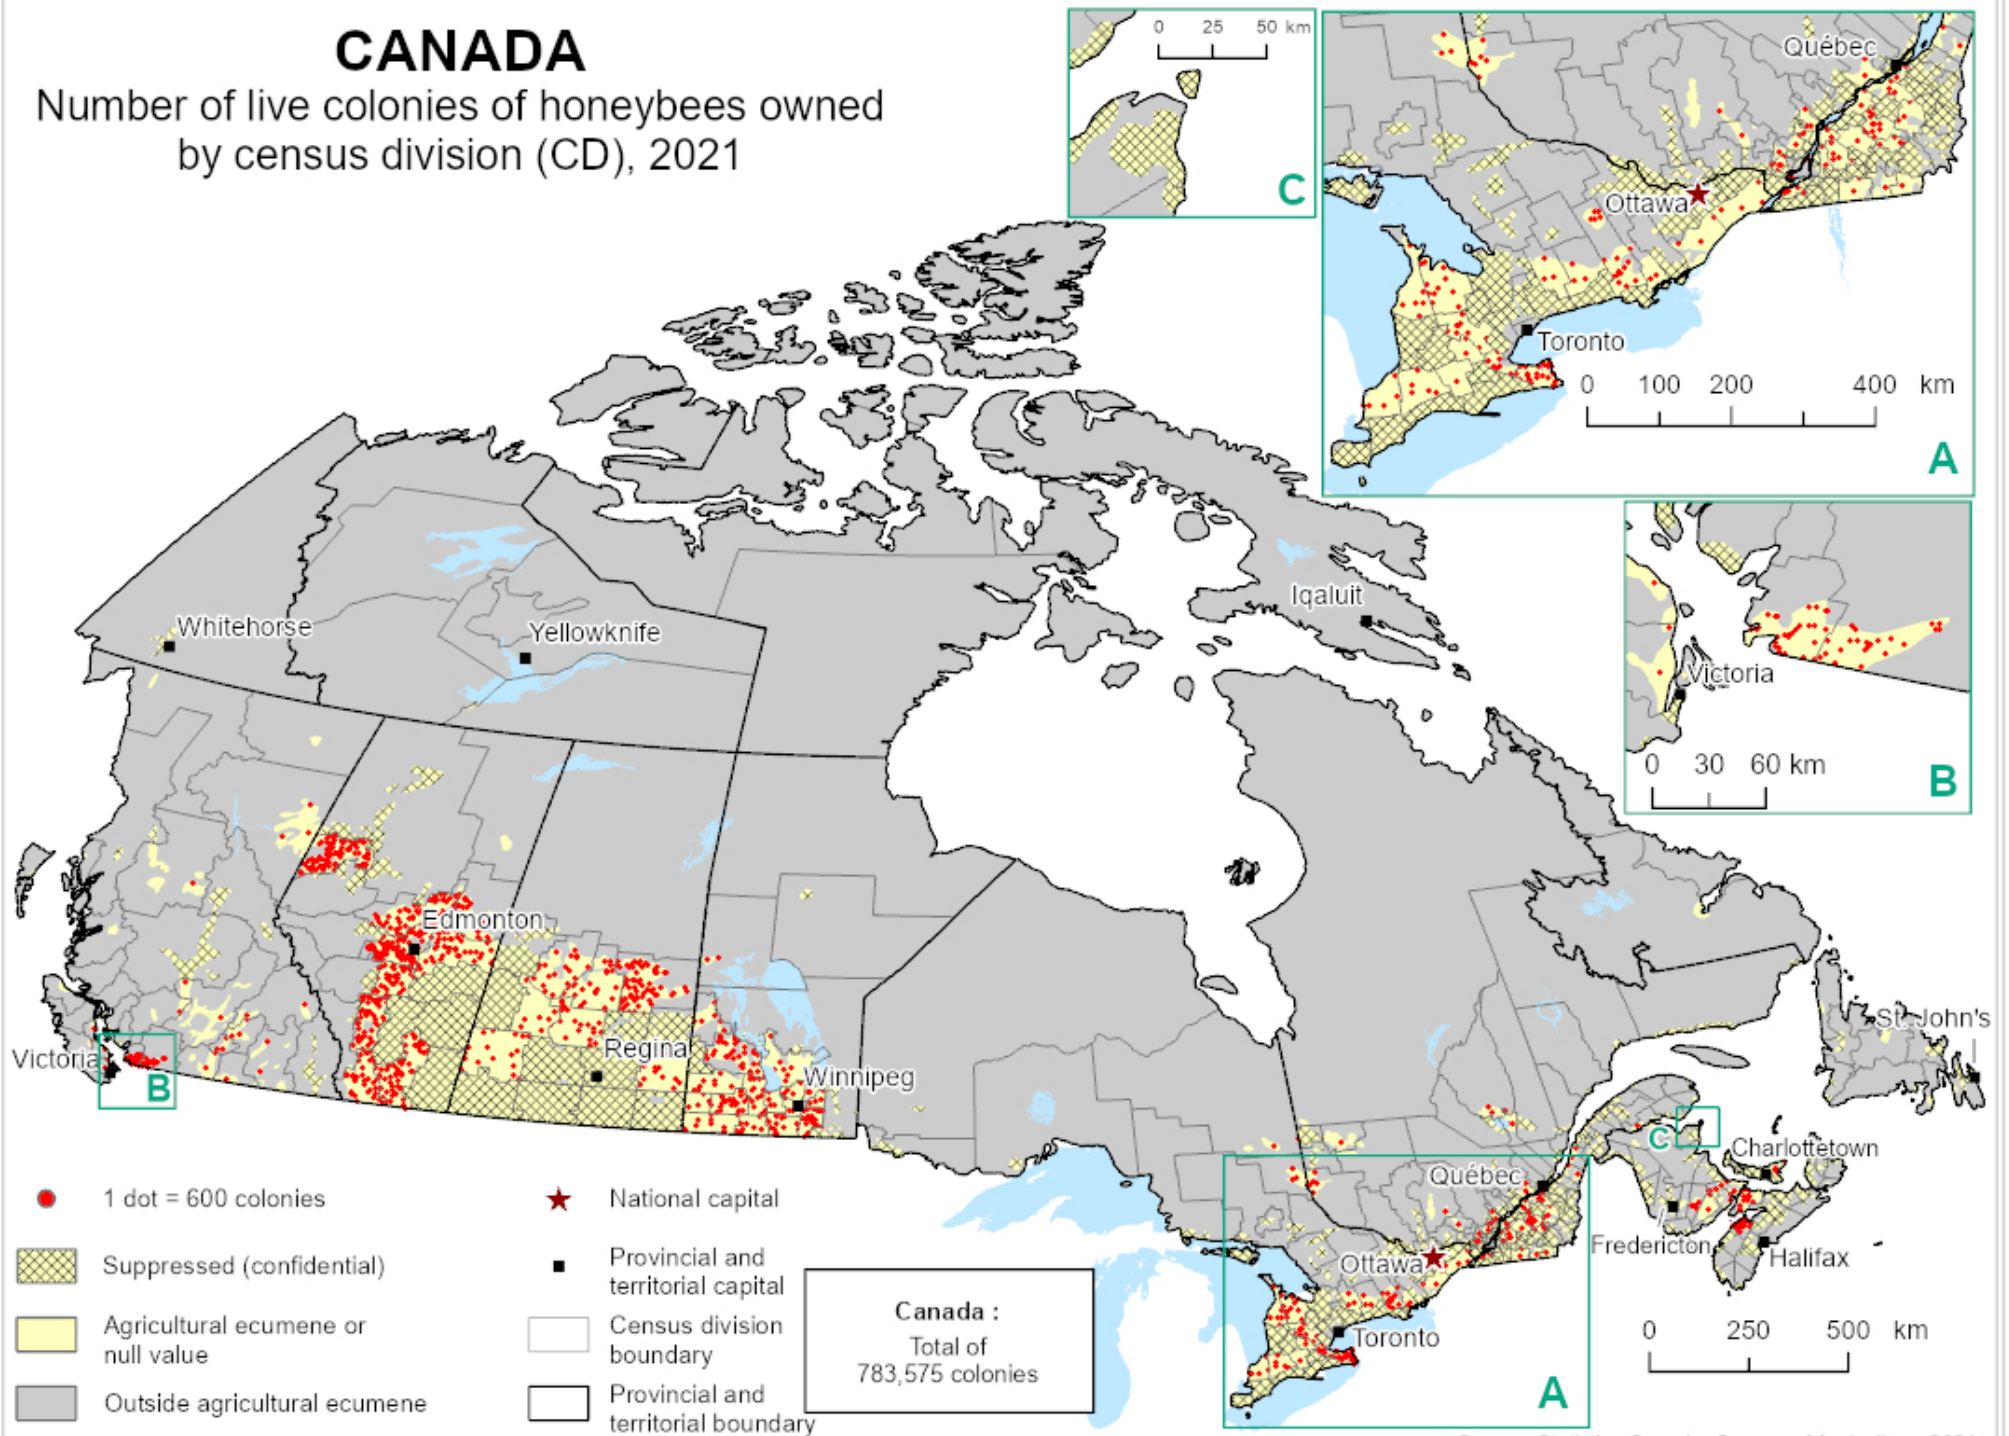 CANADA
Number of live colonies of honeybees owned
by census division (CD), 2021
0 25 50 km
C
Québec
Ottawa
Toronto
0 100 200 400 km
A
Victoria
0 30 60 km
B
Whitehorse
Yellowknife
Iqaluit
Edmonton
Regina
Winnipeg
Victoria
B
St. John's
C
Charlottetown
Québec
Fredericton
Halifax
Ottawa
Toronto
A
0 250 500 km
1 dot = 600 colonies
Suppressed (confidential)
Agricultural ecumene or
null value
Outside agricultural ecumene
National capital
Provincial and
territorial capital
Census division
boundary
Provincial and
territorial boundary
Canada :
Total of
783,575 colonies